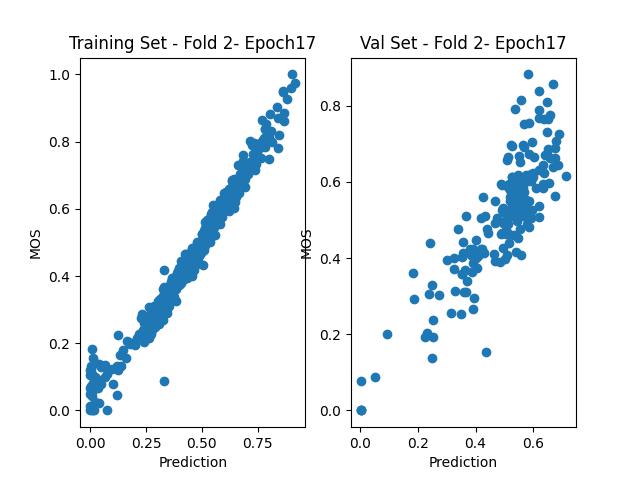 Training Set - Fold 2- Epoch17
MOS
1.0
0.8
0.6
0.4
0.2
0.0
0.00 0.25 0.50 0.75
Prediction
Val Set - Fold 2- Epoch17
MOS
0.8
0.6
0.4
0.2
0.0
0.0 0.2 0.4 0.6
Prediction